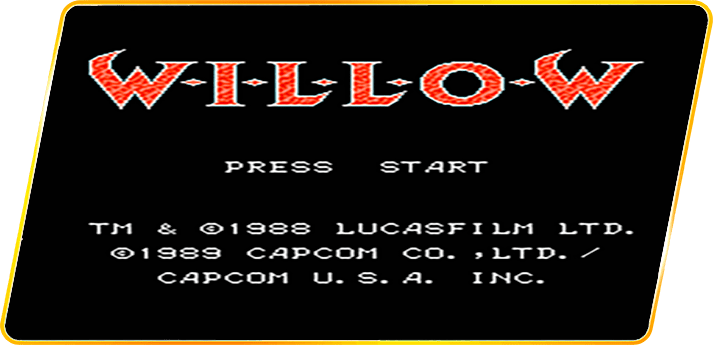 W·I·L·L·O·W
PRESS START
TM & ©1988 LUCASFILM LTD.
©1989 CAPCOM CO.,LTD./
CAPCOM U.S.A. INC.